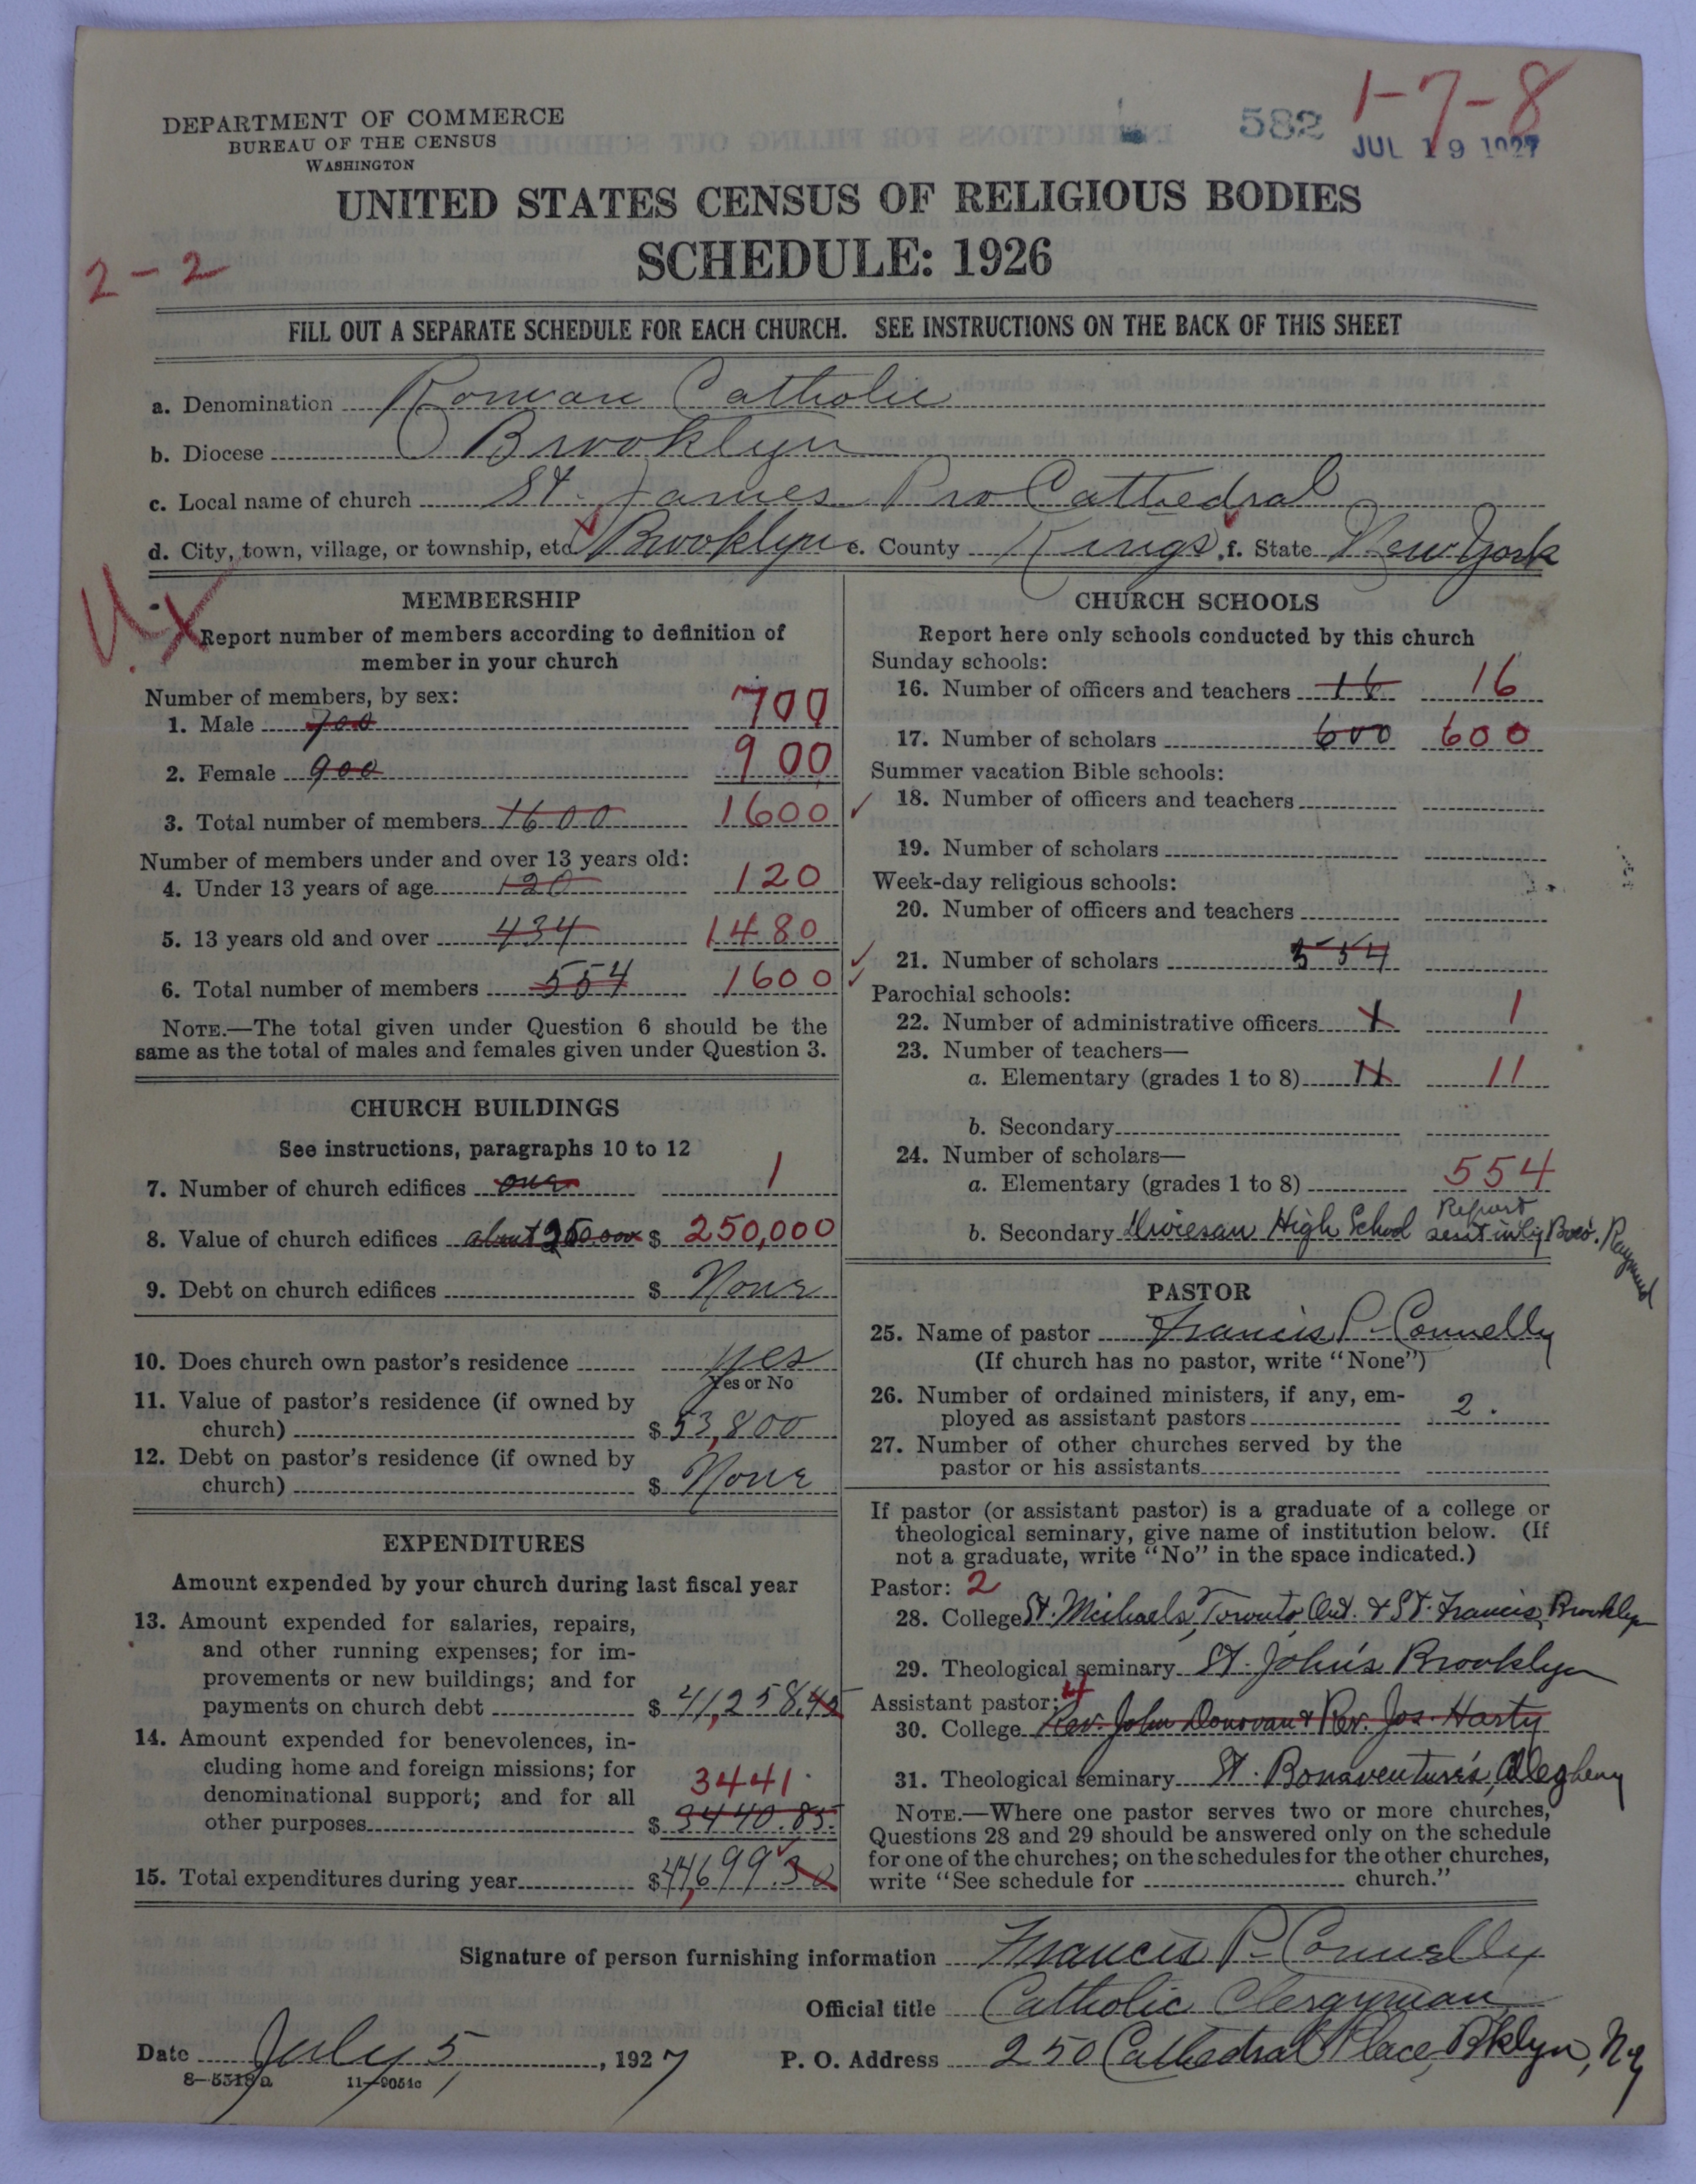 1-7-8
582
JUL 19 1927
DEPARTMENT OF COMMERCE
BUREAU OF THE CENSUS
WASHINGTON
UNITED STATES CENSUS OF RELIGIOUS BODIES
SCHEDULE: 1926
2-2
FILL OUT A SEPARATE SCHEDULE FOR EACH CHURCH. SEE INSTRUCTIONS ON THE BACK OF THIS SHEET
a. Denomination Roman Catholic
b. Diocese Brooklyn
c. Local name of church St. James Pro Cathedral
d. City, town, village, or township, etc. Brooklyn e. County Kings f. State New York
MEMBERSHIP
Report number of members according to definition of
member in your church
Number of members, by sex:
1. Male 700 700
2. Female 900 900
3. Total number of members 1600 1600
Number of members under and over 13 years old:
4. Under 13 years of age 120 120
5. 13 years old and over 434 1480
6. Total number of members 554 1600
NOTE.—The total given under Question 6 should be the
same as the total of males and females given under Question 3.
CHURCH BUILDINGS
See instructions, paragraphs 10 to 12
7. Number of church edifices one 1
8. Value of church edifices about 250.000 $ 250,000
9. Debt on church edifices $ None
10. Does church own pastor's residence yes
Yes or No
11. Value of pastor's residence (if owned by
church) $ 53,800
12. Debt on pastor's residence (if owned by
church) $ None
EXPENDITURES
Amount expended by your church during last fiscal year
13. Amount expended for salaries, repairs,
and other running expenses; for im-
provements or new buildings; and for
payments on church debt $ 41,258.45
14. Amount expended for benevolences, in-
cluding home and foreign missions; for
denominational support; and for all
other purposes $ 3440.85
3441
15. Total expenditures during year $ 44,699.30
CHURCH SCHOOLS
Report here only schools conducted by this church
Sunday schools:
16. Number of officers and teachers 16 16
17. Number of scholars 600 600
Summer vacation Bible schools:
18. Number of officers and teachers
19. Number of scholars
Week-day religious schools:
20. Number of officers and teachers
21. Number of scholars 554
Parochial schools:
22. Number of administrative officers 1 1
23. Number of teachers—
a. Elementary (grades 1 to 8) 11 11
b. Secondary
24. Number of scholars—
a. Elementary (grades 1 to 8) 554
b. Secondary Diocesan High School Report sent in by Bro. Raymond
PASTOR
25. Name of pastor Francis P. Connelly
(If church has no pastor, write "None")
26. Number of ordained ministers, if any, em-
ployed as assistant pastors 2.
27. Number of other churches served by the
pastor or his assistants
If pastor (or assistant pastor) is a graduate of a college or
theological seminary, give name of institution below. (If
not a graduate, write "No" in the space indicated.)
Pastor: 2
28. College St. Michaels, Toronto, Ont. & St. Francis, Brooklyn
29. Theological seminary St. John's Brooklyn
Assistant pastor: 4
30. College Rev. John Donovan & Rev. Jos. Harty
31. Theological seminary St. Bonaventure's, Allegheny
NOTE.—Where one pastor serves two or more churches,
Questions 28 and 29 should be answered only on the schedule
for one of the churches; on the schedules for the other churches,
write "See schedule for church."
Signature of person furnishing information Francis P. Connelly
Official title Catholic Clergyman
Date July 5, 1927 P. O. Address 250 Cathedral Place, Bklyn, N.Y
8-5318a 11-9054c